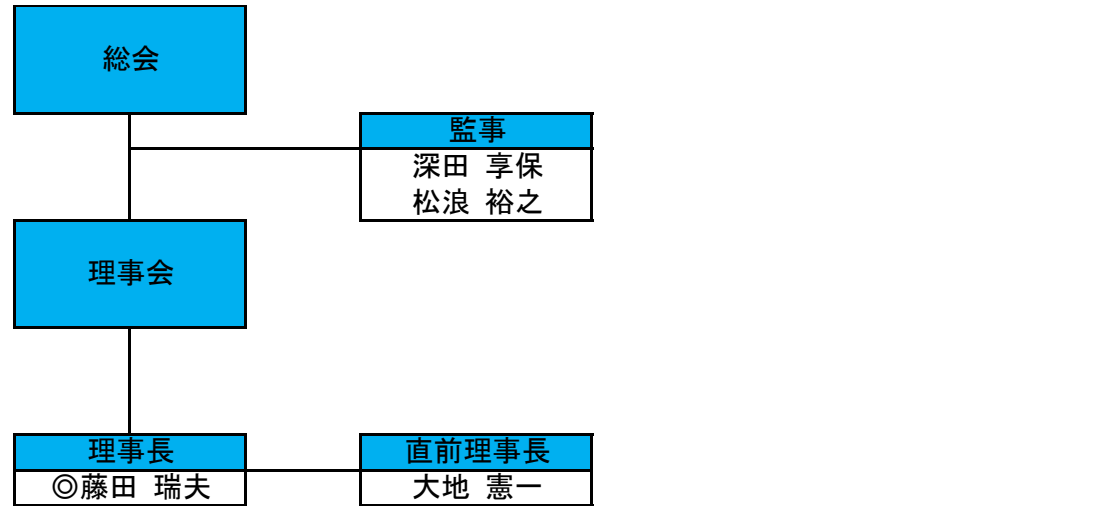 総会
監事
深田 享保
松浪 裕之
理事会
理事長
◎藤田 瑞夫
直前理事長
大地 憲一